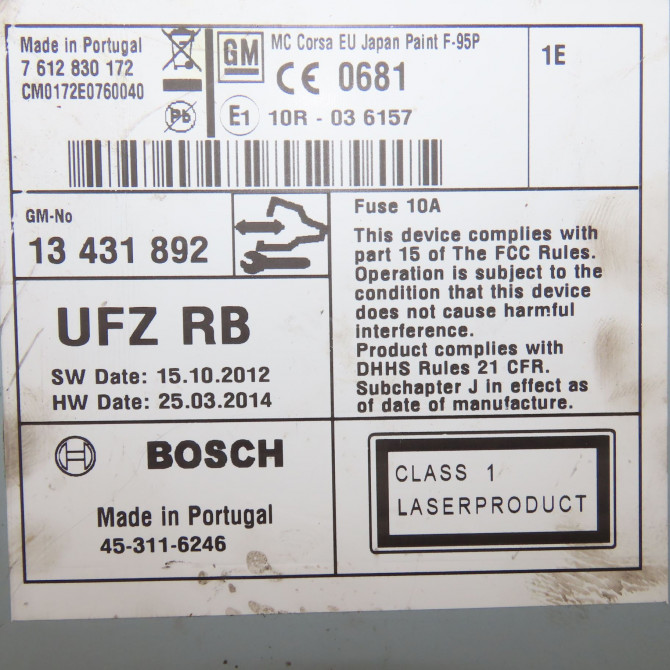 Made in Portugal
7 612 830 172
CM0172E0760040
Pb
GM
MC Corsa EU Japan Paint F-95P
CE 0681
E1 10R - 03 6157
1E
GM-No
13 431 892
UFZ RB
SW Date: 15.10.2012
HW Date: 25.03.2014
Fuse 10A
This device complies with
part 15 of The FCC Rules.
Operation is subject to the
condition that this device
does not cause harmful
interference.
Product complies with
DHHS Rules 21 CFR.
Subchapter J in effect as
of date of manufacture.
BOSCH
Made in Portugal
45-311-6246
CLASS 1
LASERPRODUCT